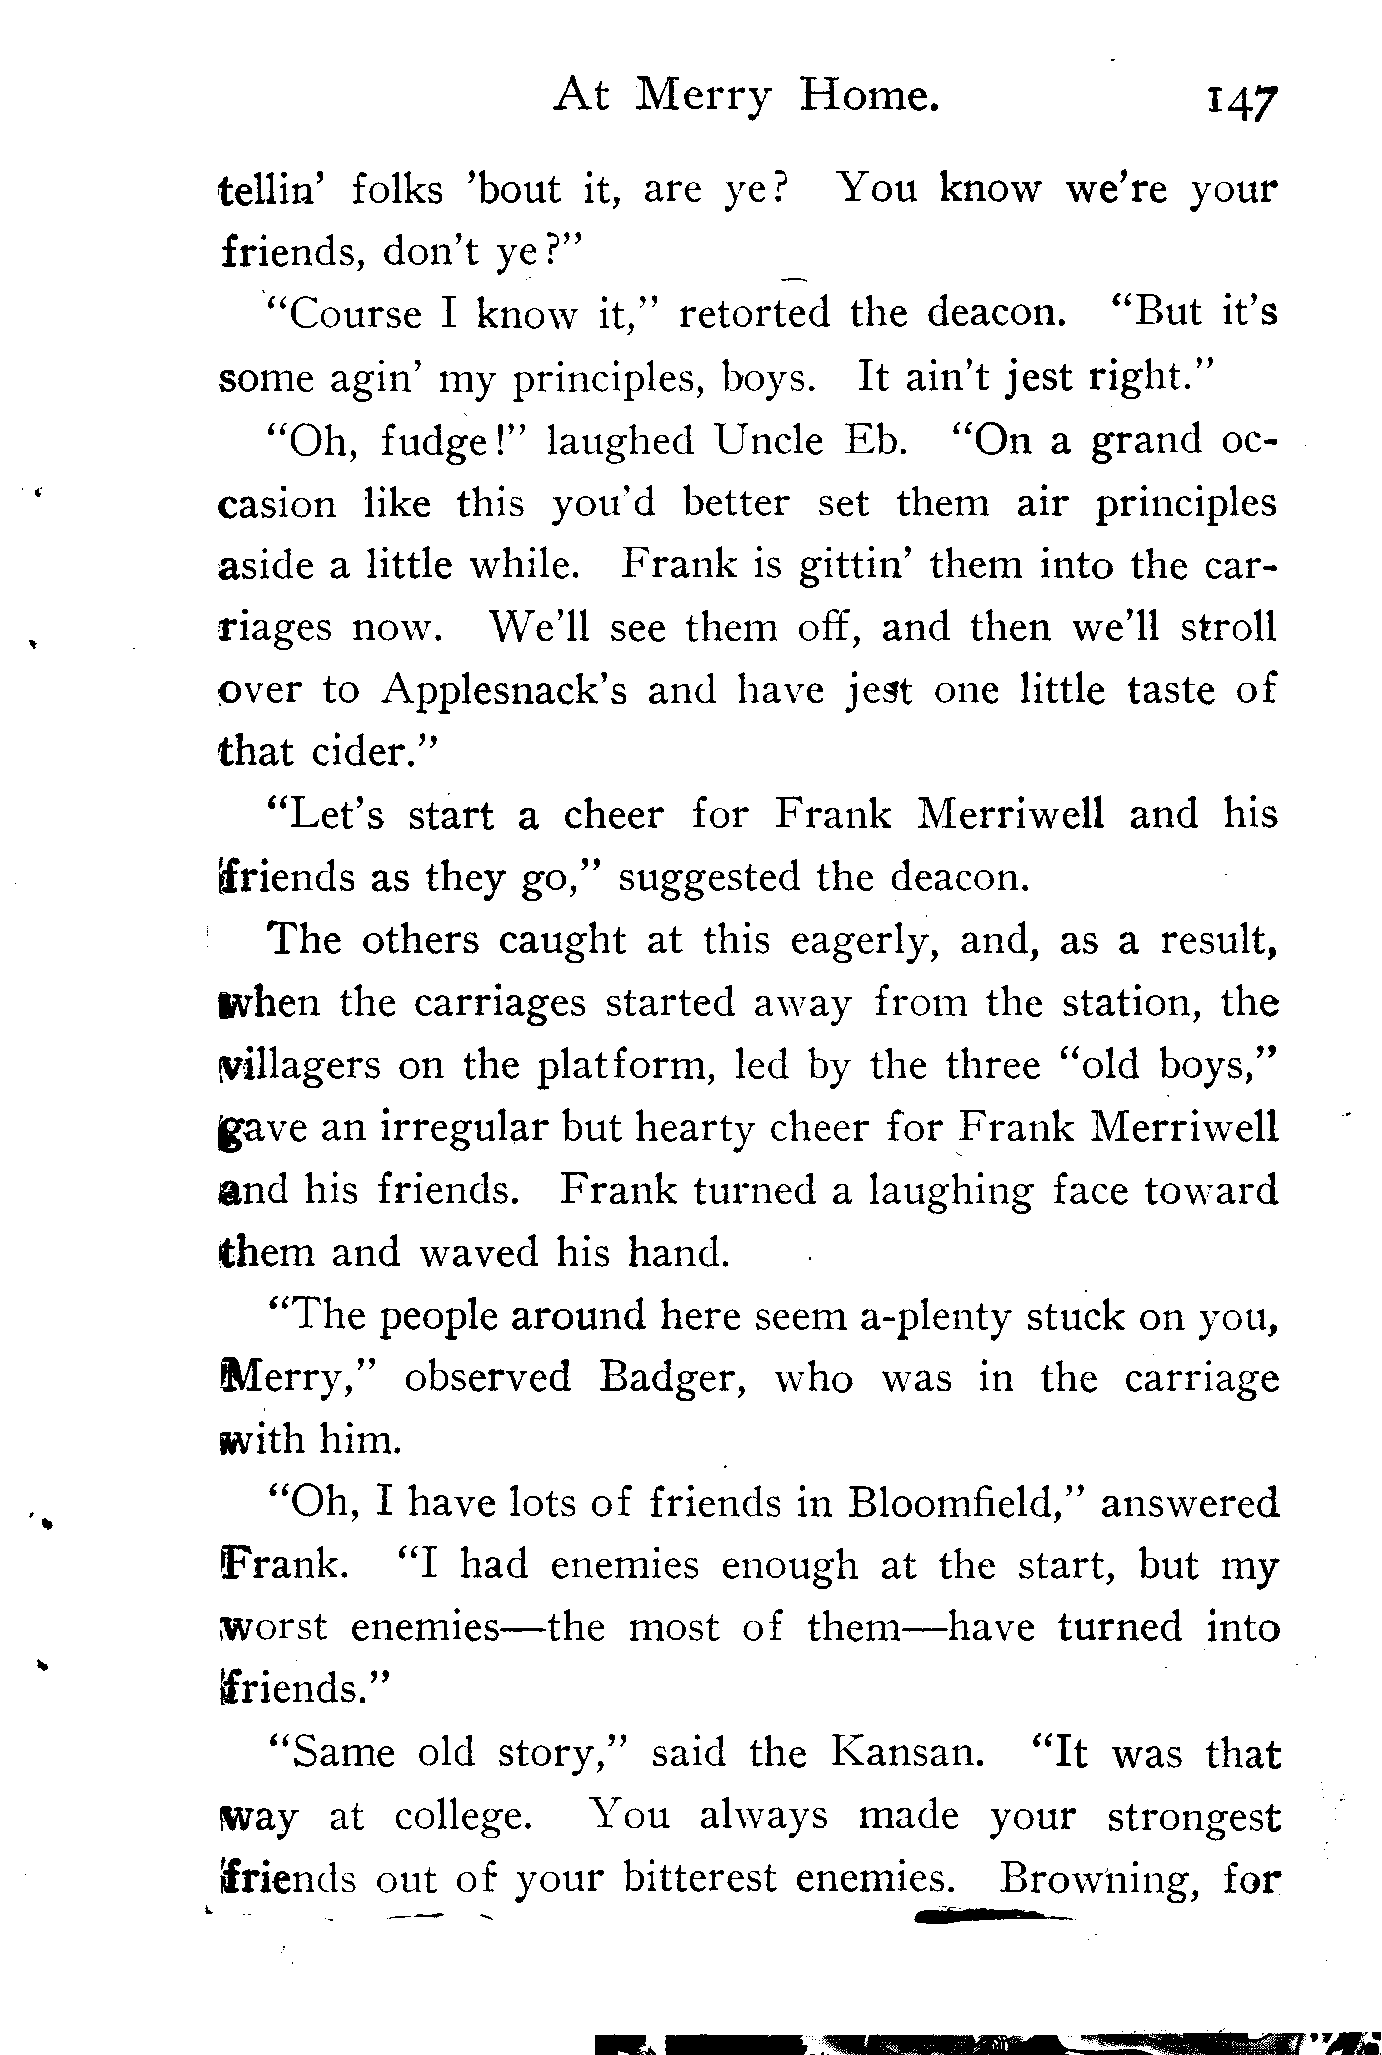 At Merry Home. 147
tellin' folks 'bout it, are ye? You know we're your
friends, don't ye?"
"Course I know it," retorted the deacon. "But it's
some agin' my principles, boys. It ain't jest right."
"Oh, fudge!" laughed Uncle Eb. "On a grand oc-
casion like this you'd better set them air principles
aside a little while. Frank is gittin' them into the car-
riages now. We'll see them off, and then we'll stroll
over to Applesnack's and have jest one little taste of
that cider."
"Let's start a cheer for Frank Merriwell and his
friends as they go," suggested the deacon.
The others caught at this eagerly, and, as a result,
when the carriages started away from the station, the
villagers on the platform, led by the three "old boys,"
gave an irregular but hearty cheer for Frank Merriwell
and his friends. Frank turned a laughing face toward
them and waved his hand.
"The people around here seem a-plenty stuck on you,
Merry," observed Badger, who was in the carriage
with him.
"Oh, I have lots of friends in Bloomfield," answered
Frank. "I had enemies enough at the start, but my
worst enemies—the most of them—have turned into
friends."
"Same old story," said the Kansan. "It was that
way at college. You always made your strongest
friends out of your bitterest enemies. Browning, for